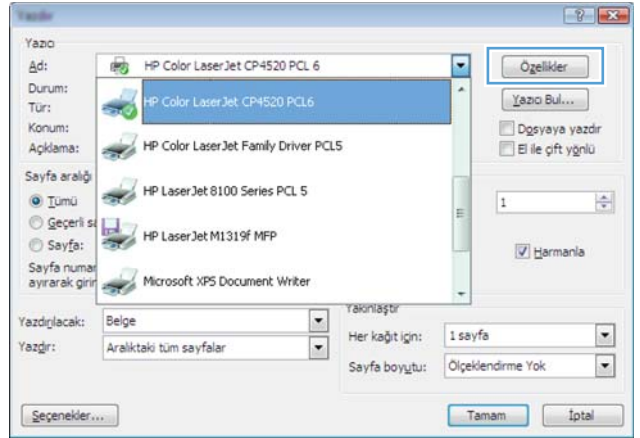 Yazdır
Yazıcı
Ad:
HP Color LaserJet CP4520 PCL 6
Özellikler
Durum:
HP Color LaserJet CP4520 PCL6
Yazıcı Bul...
Tür:
Konum:
Dosyaya yazdır
Açıklama:
HP Color LaserJet Family Driver PCL5
El ile çift yönlü
Sayfa aralığı
HP LaserJet 8100 Series PCL 5
Tümü
1
Geçerli
HP LaserJet M1319f MFP
Sayfa:
Harmanla
Sayfa
ayırarak
Microsoft XPS Document Writer
Yakınlaştır
Yazdırılacak:
Belge
Her kağıt için:
1 sayfa
Yazdır:
Aralıktaki tüm sayfalar
Sayfa boyutu:
Ölçeklendirme Yok
Seçenekler...
Tamam
İptal